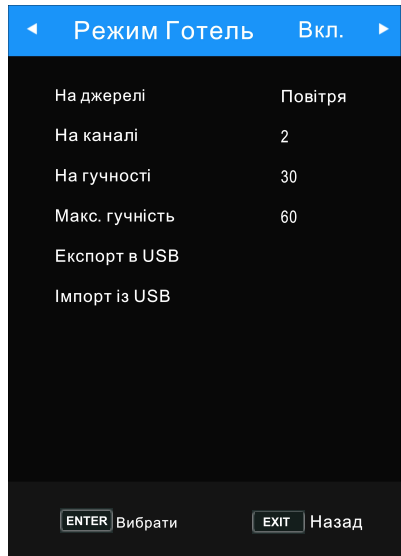 Режим Готель Вкл.
На джерелі Повітря
На каналі 2
На гучності 30
Макс. гучність 60
Експорт в USB
Імпорт із USB
ENTER Вибрати EXIT Назад